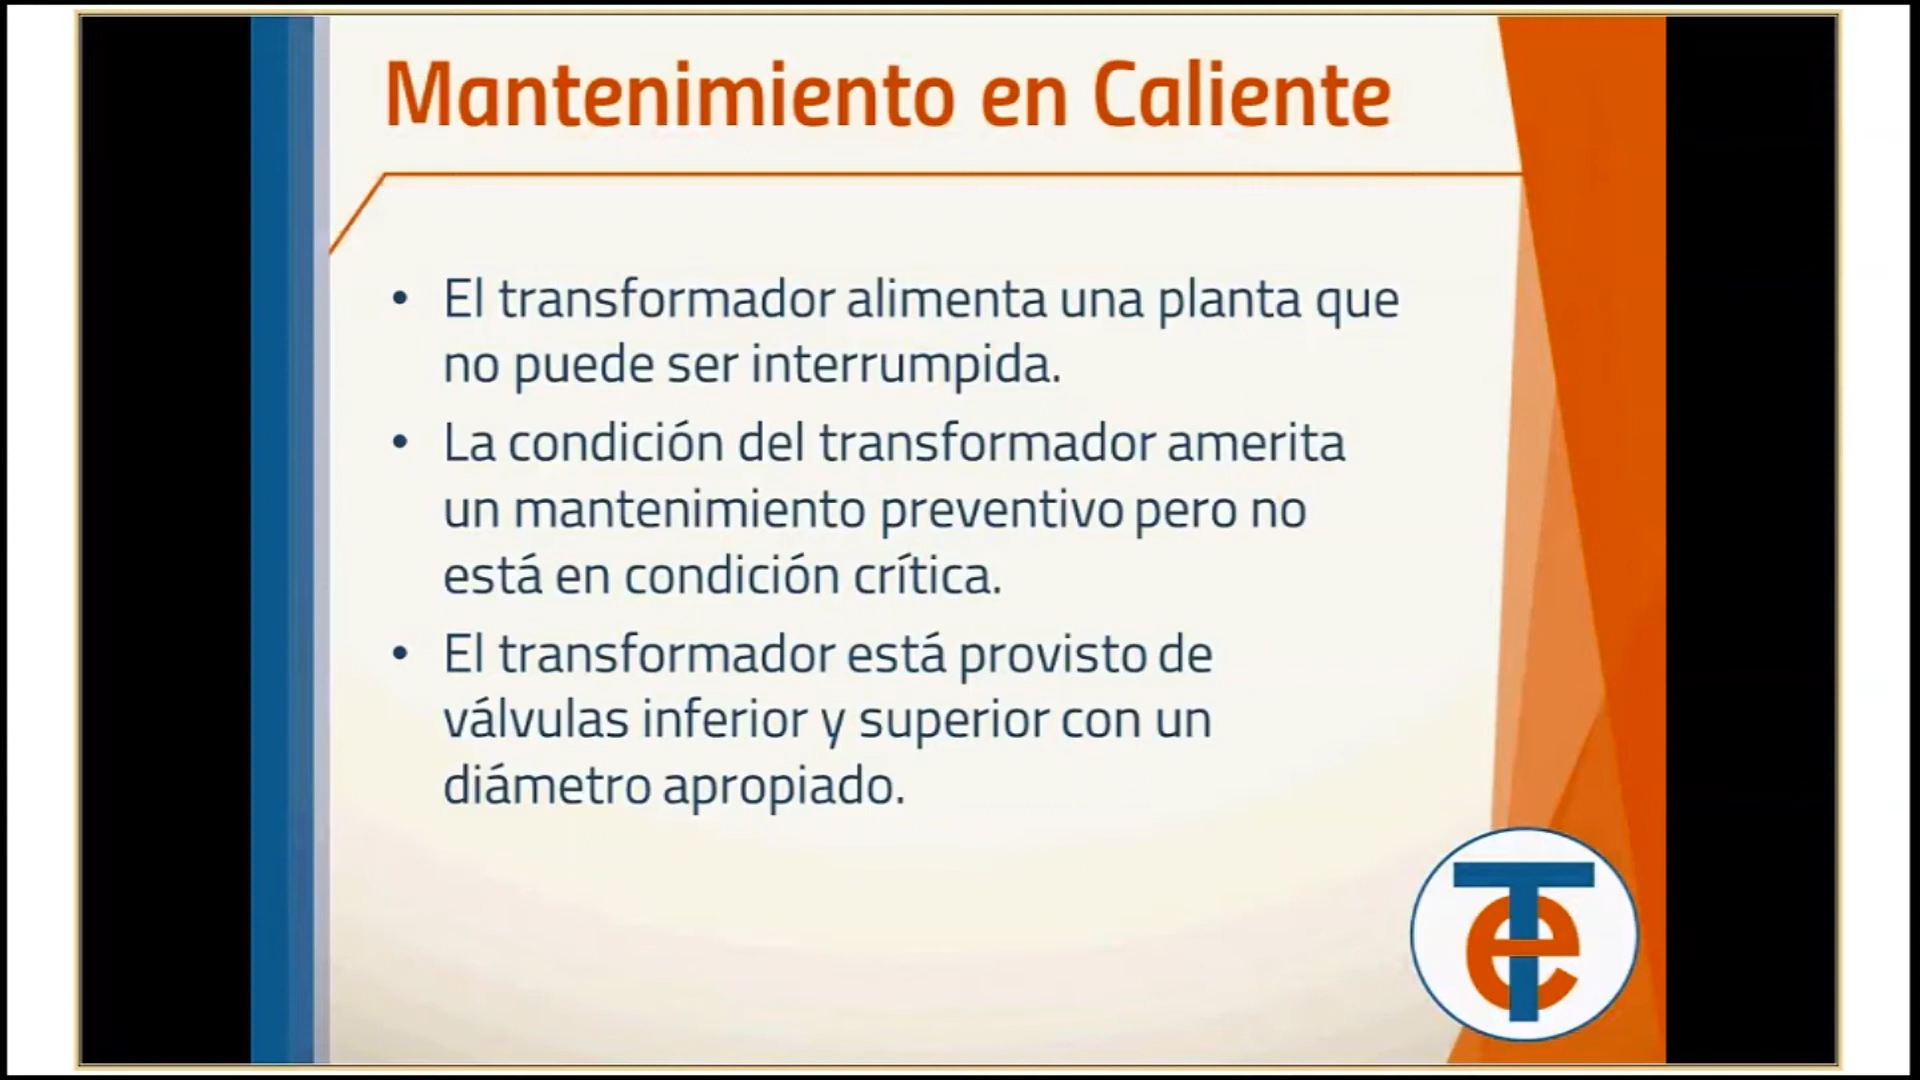 Mantenimiento en Caliente
• El transformador alimenta una planta que
no puede ser interrumpida.
• La condición del transformador amerita
un mantenimiento preventivo pero no
está en condición crítica.
• El transformador está provisto de
válvulas inferior y superior con un
diámetro apropiado.
Te